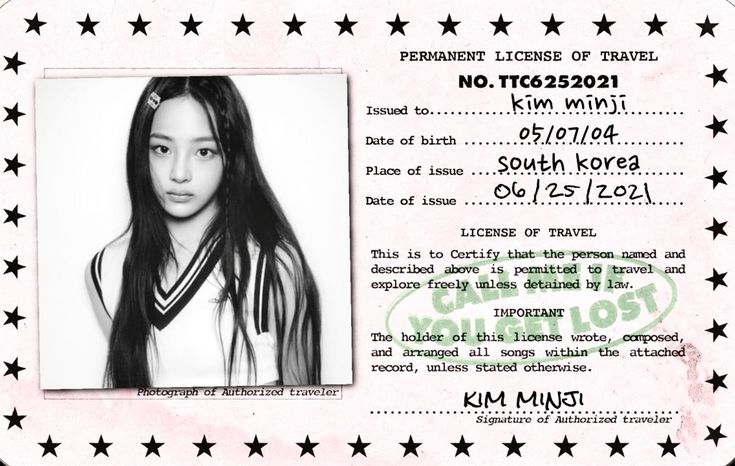 PERMANENT LICENSE OF TRAVEL
NO. TTC6252021
Issued to kim minji
Date of birth 05/07/04
Place of issue south korea
Date of issue 06/25/2021
LICENSE OF TRAVEL
This is to Certify that the person named and
described above is permitted to travel and
explore freely unless detained by law.
CALL ME IF
YOU GET LOST
IMPORTANT
The holder of this license wrote, composed,
and arranged all songs within the attached
record, unless stated otherwise.
Photograph of Authorized traveler
KIM MINJI
Signature of Authorized traveler